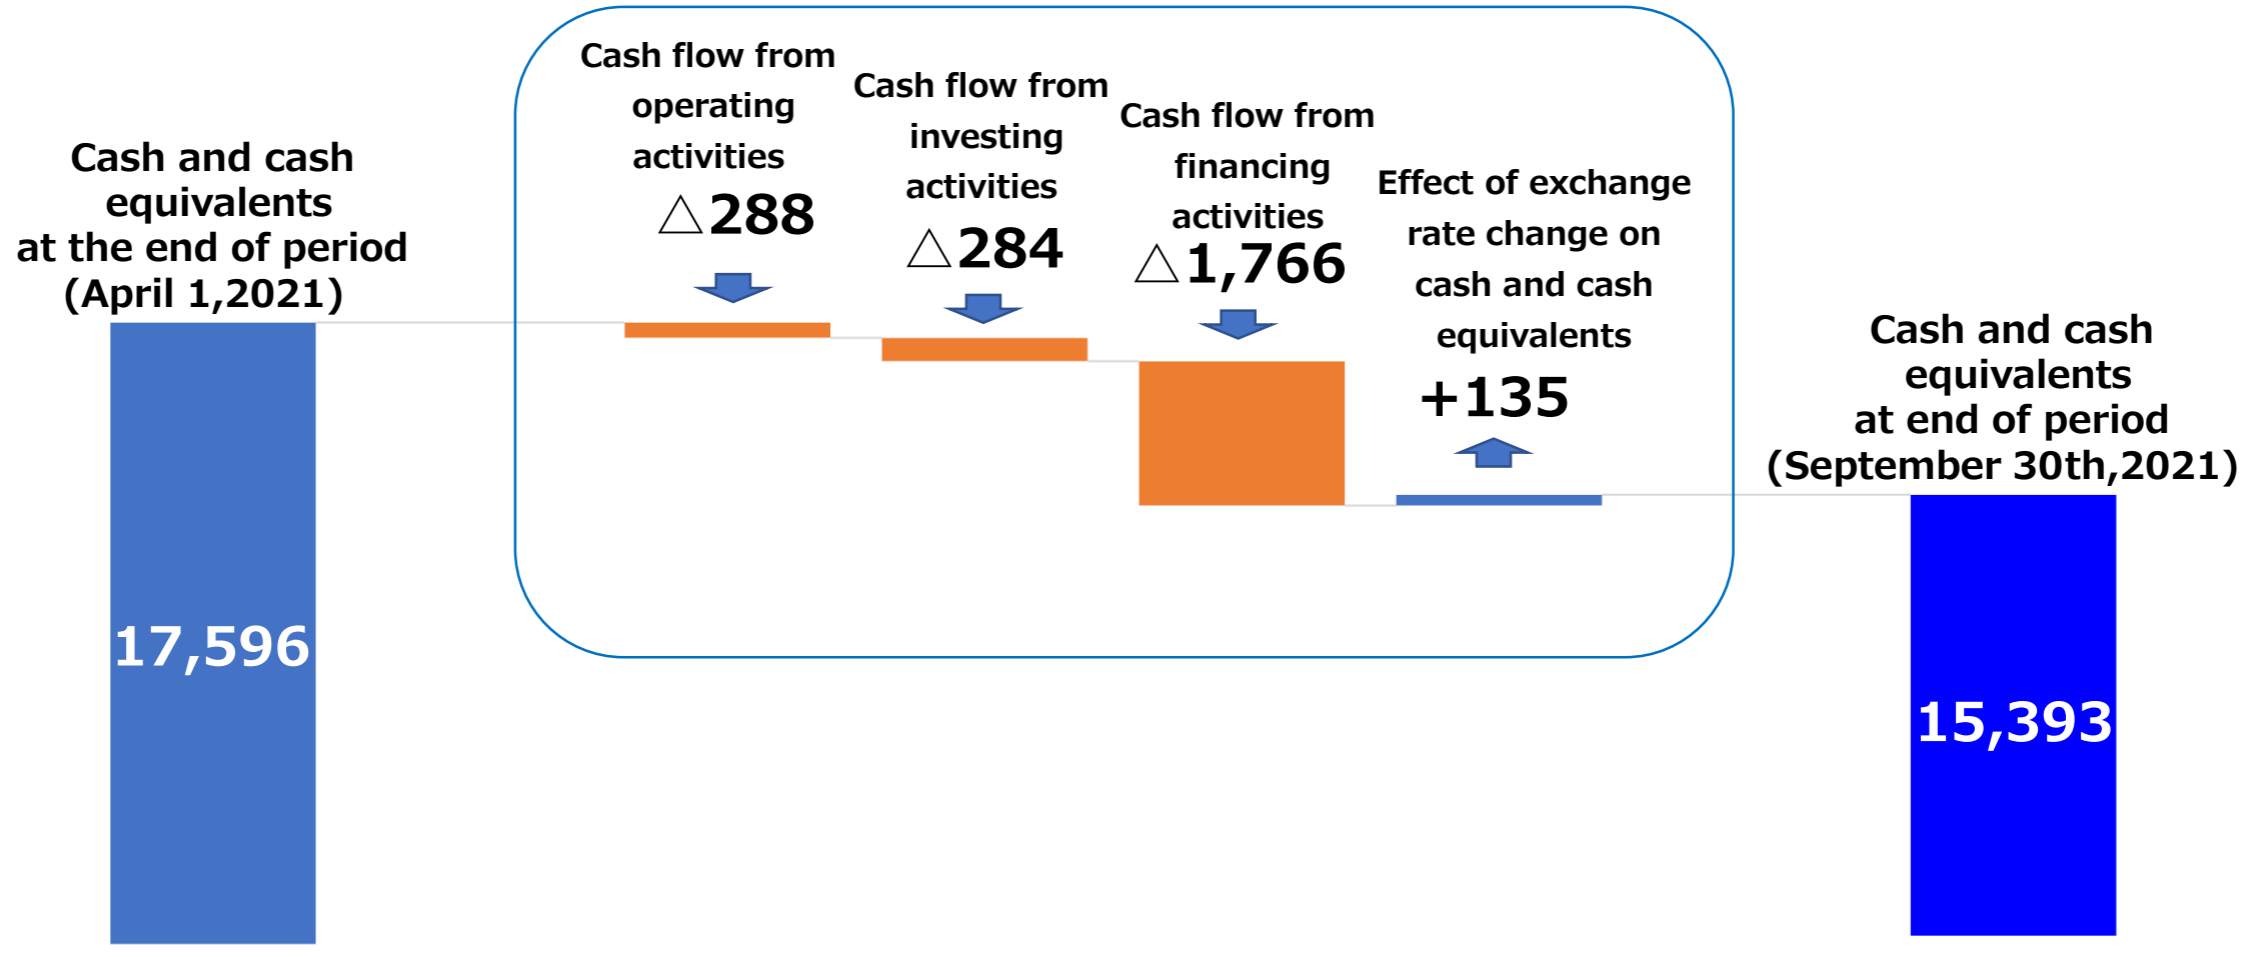 Cash and cash
equivalents
at the end of period
(April 1,2021)
17,596
Cash flow from
operating
activities
△288
Cash flow from
investing
activities
△284
Cash flow from
financing
activities
△1,766
Effect of exchange
rate change on
cash and cash
equivalents
+135
Cash and cash
equivalents
at end of period
(September 30th,2021)
15,393